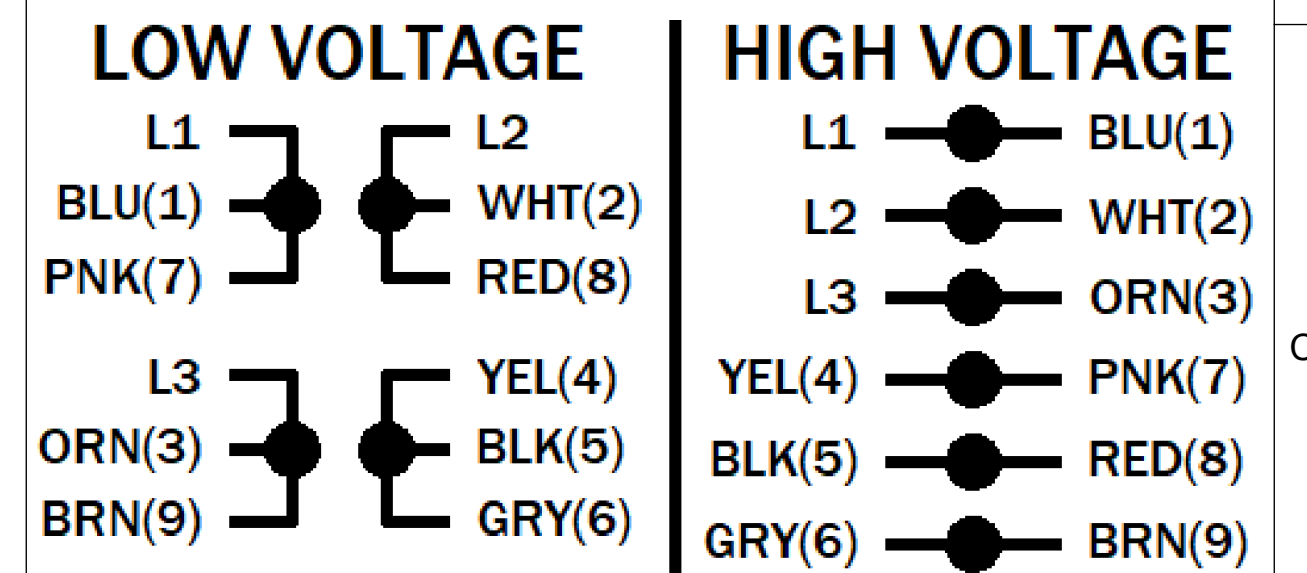 LOW VOLTAGE
L1 L2
BLU(1) WHT(2)
PNK(7) RED(8)
L3 YEL(4)
ORN(3) BLK(5)
BRN(9) GRY(6)
HIGH VOLTAGE
L1 BLU(1)
L2 WHT(2)
L3 ORN(3)
YEL(4) PNK(7)
BLK(5) RED(8)
GRY(6) BRN(9)